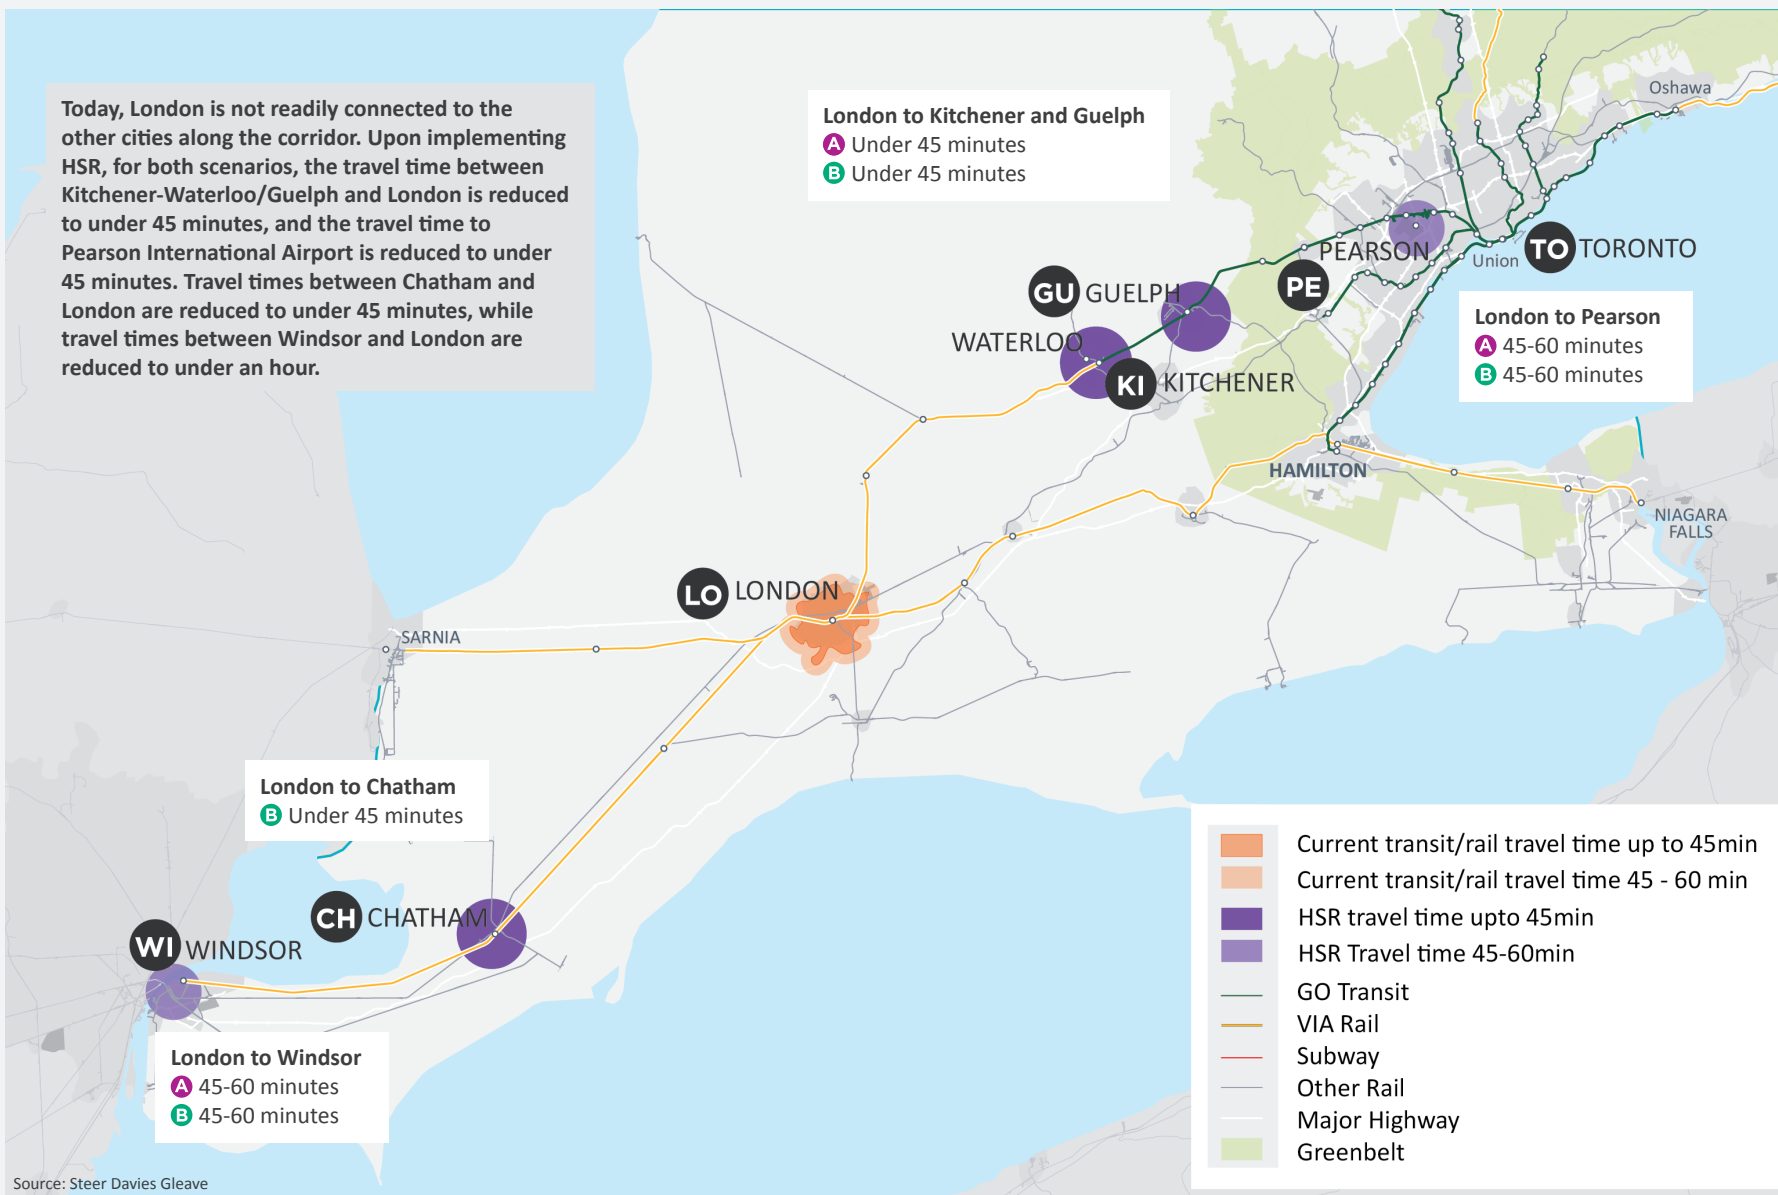 Today, London is not readily connected to the
other cities along the corridor. Upon implementing
HSR, for both scenarios, the travel time between
Kitchener-Waterloo/Guelph and London is reduced
to under 45 minutes, and the travel time to
Pearson International Airport is reduced to under
45 minutes. Travel times between Chatham and
London are reduced to under 45 minutes, while
travel times between Windsor and London are
reduced to under an hour.
London to Kitchener and Guelph
A Under 45 minutes
B Under 45 minutes
Oshawa
PEARSON
Union
TO TORONTO
PE
GU GUELPH
WATERLOO
KI KITCHENER
London to Pearson
A 45-60 minutes
B 45-60 minutes
HAMILTON
NIAGARA
FALLS
LO LONDON
SARNIA
London to Chatham
B Under 45 minutes
CH CHATHAM
WI WINDSOR
London to Windsor
A 45-60 minutes
B 45-60 minutes
Current transit/rail travel time up to 45min
Current transit/rail travel time 45 - 60 min
HSR travel time upto 45min
HSR Travel time 45-60min
GO Transit
VIA Rail
Subway
Other Rail
Major Highway
Greenbelt
Source: Steer Davies Gleave